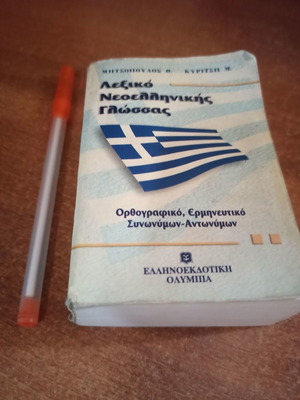 ΜΗΤΣΟΠΟΥΛΟΣ Θ. ΚΥΡΙΤΣΗ Μ.
Λεξικό
Νεοελληνικής
Γλώσσας
Ορθογραφικό, Ερμηνευτικό
Συνωνύμων-Αντωνύμων
ΕΛΛΗΝΟΕΚΔΟΤΙΚΗ
ΟΛΥΜΠΙΑ